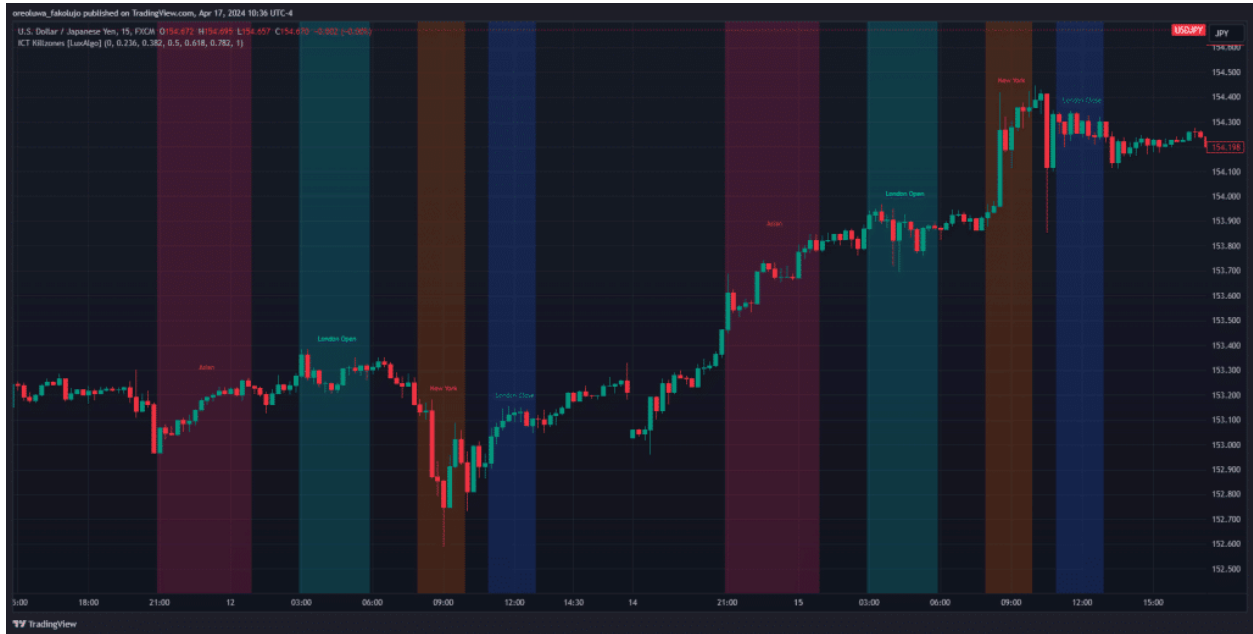 oreoluwa_fakolujo published on TradingView.com, Apr 17, 2024 10:36 UTC-4
U.S. Dollar / Japanese Yen, 15, FXCM O154.672 H154.695 L154.657 C154.670 -0.002 (-0.00%)
ICT Killzones [LuxAlgo] (0, 0.236, 0.382, 0.5, 0.618, 0.782, 1)
USDJPY JPY
154.600
154.500
New York
154.400
London Close
154.300
154.198
154.100
154.000
London Open
153.900
Asian
153.800
153.700
153.600
153.500
153.400
London Open
153.300
Asian
153.200
New York
London Close
153.100
153.000
152.900
152.800
152.700
152.600
152.500
18:00 21:00 12 03:00 06:00 09:00 12:00 14:30 14 21:00 15 03:00 06:00 09:00 12:00 15:00
TradingView